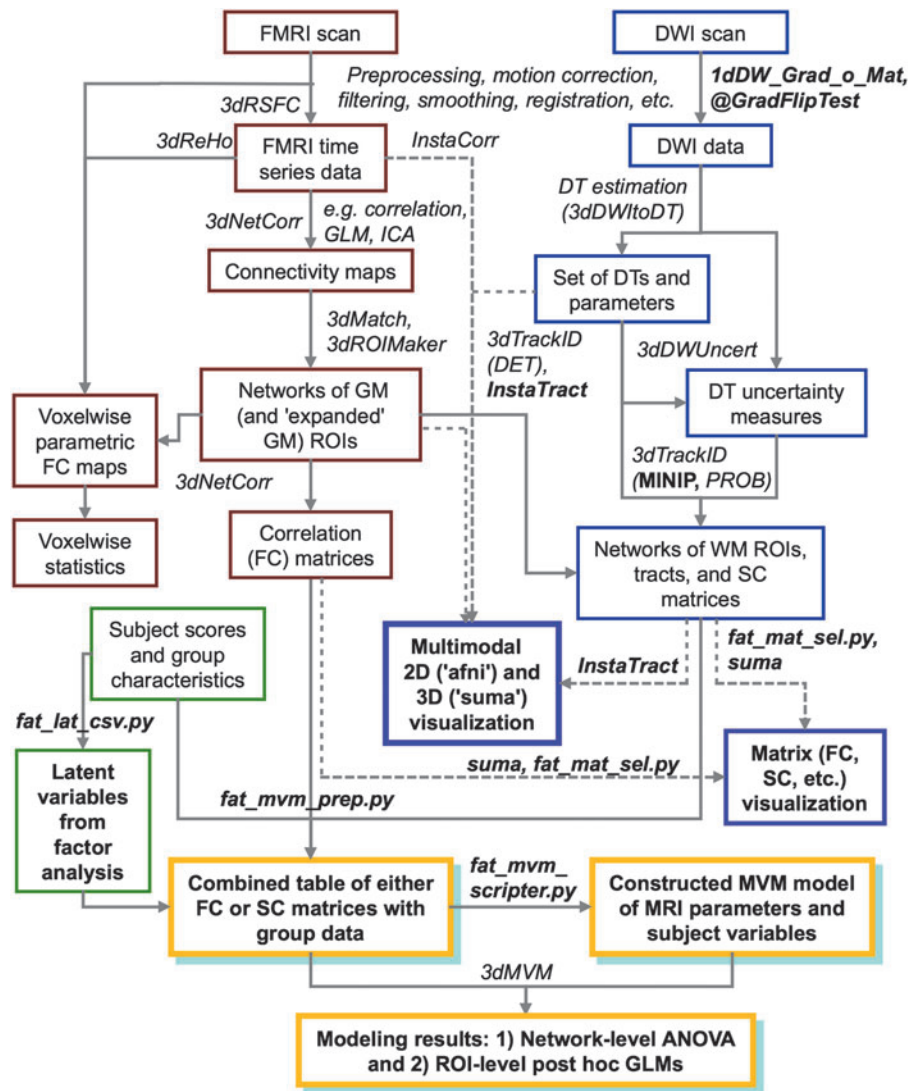 FMRI scan
DWI scan
Preprocessing, motion correction,
filtering, smoothing, registration, etc.
1dDW_Grad_o_Mat,
@GradFlipTest
3dRSFC
3dReHo
FMRI time
series data
InstaCorr
DWI data
DT estimation
(3dDWItoDT)
3dNetCorr
e.g. correlation,
GLM, ICA
Connectivity maps
Set of DTs and
parameters
3dMatch,
3dROIMaker
3dTrackID
(DET),
InstaTract
3dDWUncert
Networks of GM
(and 'expanded'
GM) ROIs
DT uncertainty
measures
Voxelwise
parametric
FC maps
3dNetCorr
3dTrackID
(MINIP, PROB)
Voxelwise
statistics
Correlation
(FC) matrices
Networks of WM ROIs,
tracts, and SC
matrices
Subject scores
and group
characteristics
Multimodal
2D ('afni') and
3D ('suma')
visualization
InstaTract
fat_mat_sel.py,
suma
fat_lat_csv.py
Latent
variables
from
factor
analysis
suma, fat_mat_sel.py
Matrix (FC,
SC, etc.)
visualization
fat_mvm_prep.py
Combined table of either
FC or SC matrices with
group data
fat_mvm_
scripter.py
Constructed MVM model
of MRI parameters and
subject variables
3dMVM
Modeling results: 1) Network-level ANOVA
and 2) ROI-level post hoc GLMs